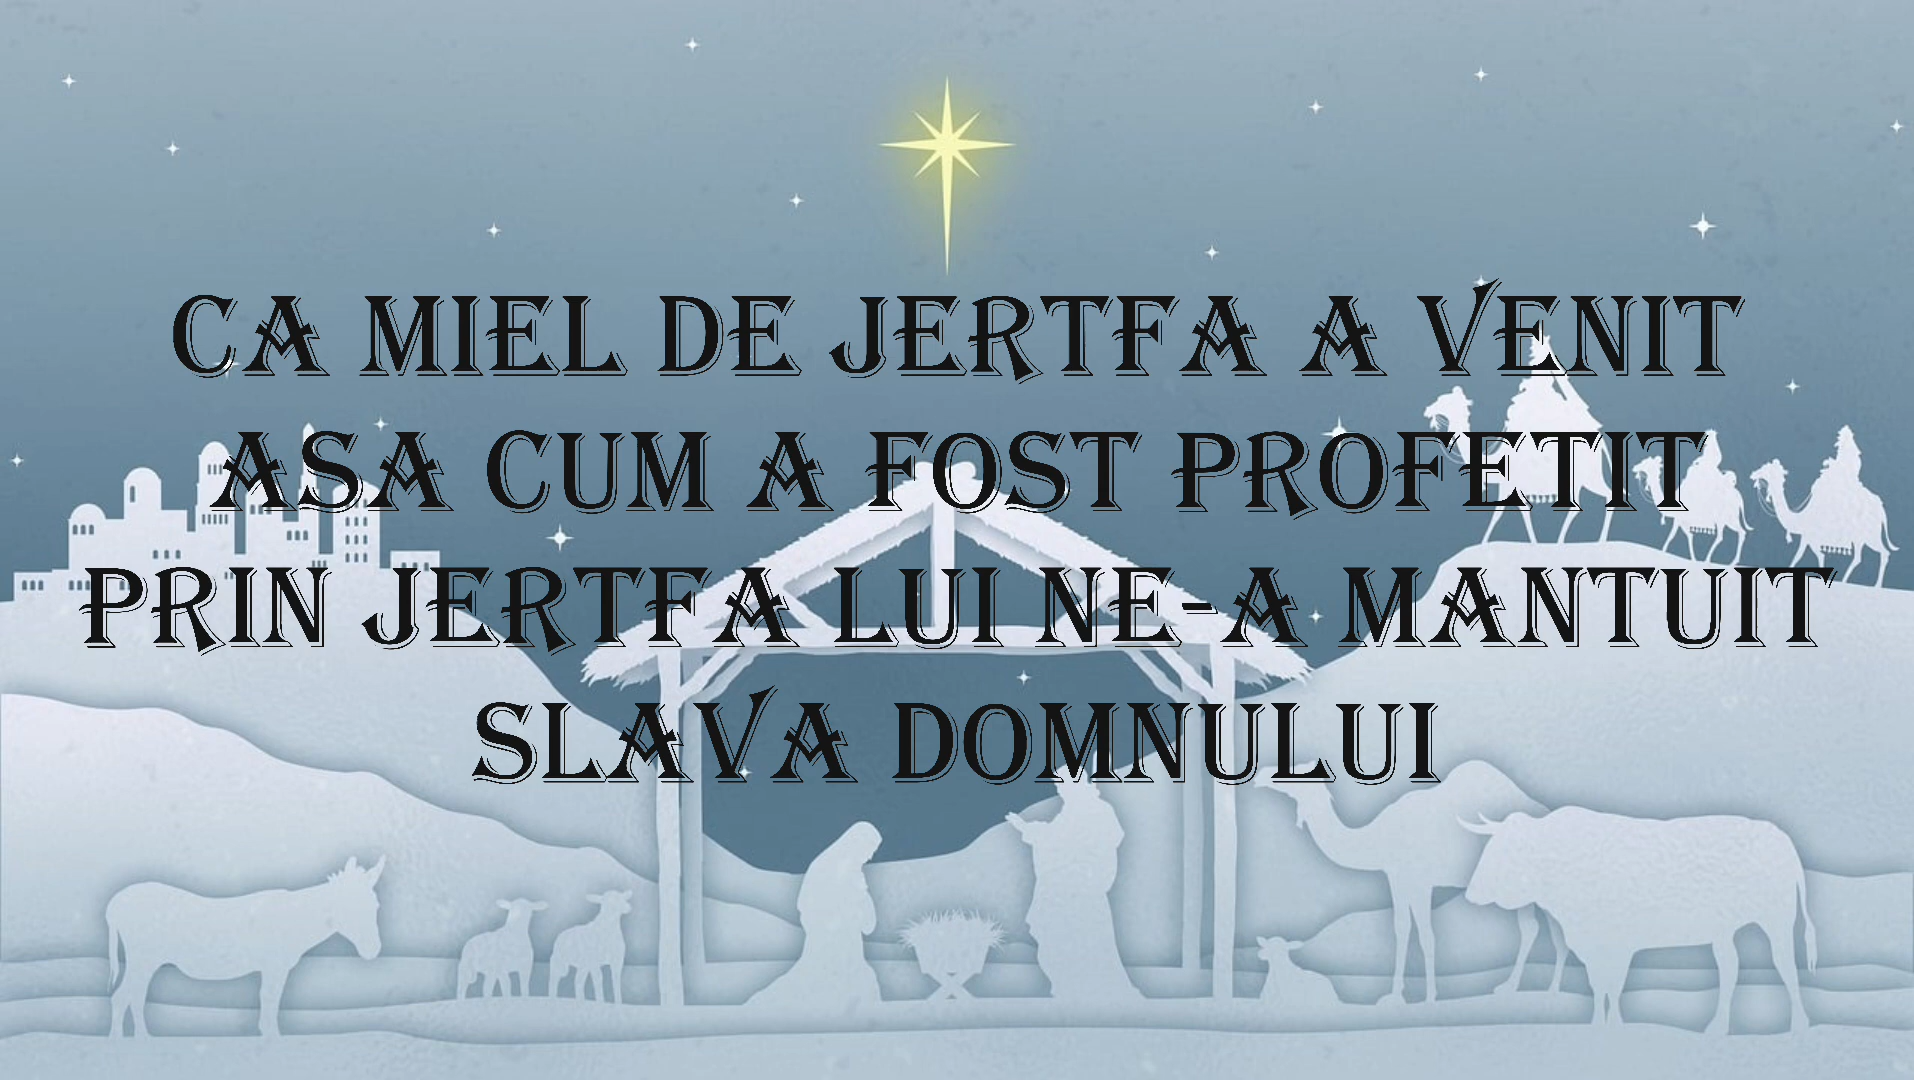 CA MIEL DE JERTFA A VENIT
ASA CUM A FOST PROFETIT
PRIN JERTFA LUI NE-A MANTUIT
SLAVA DOMNULUI